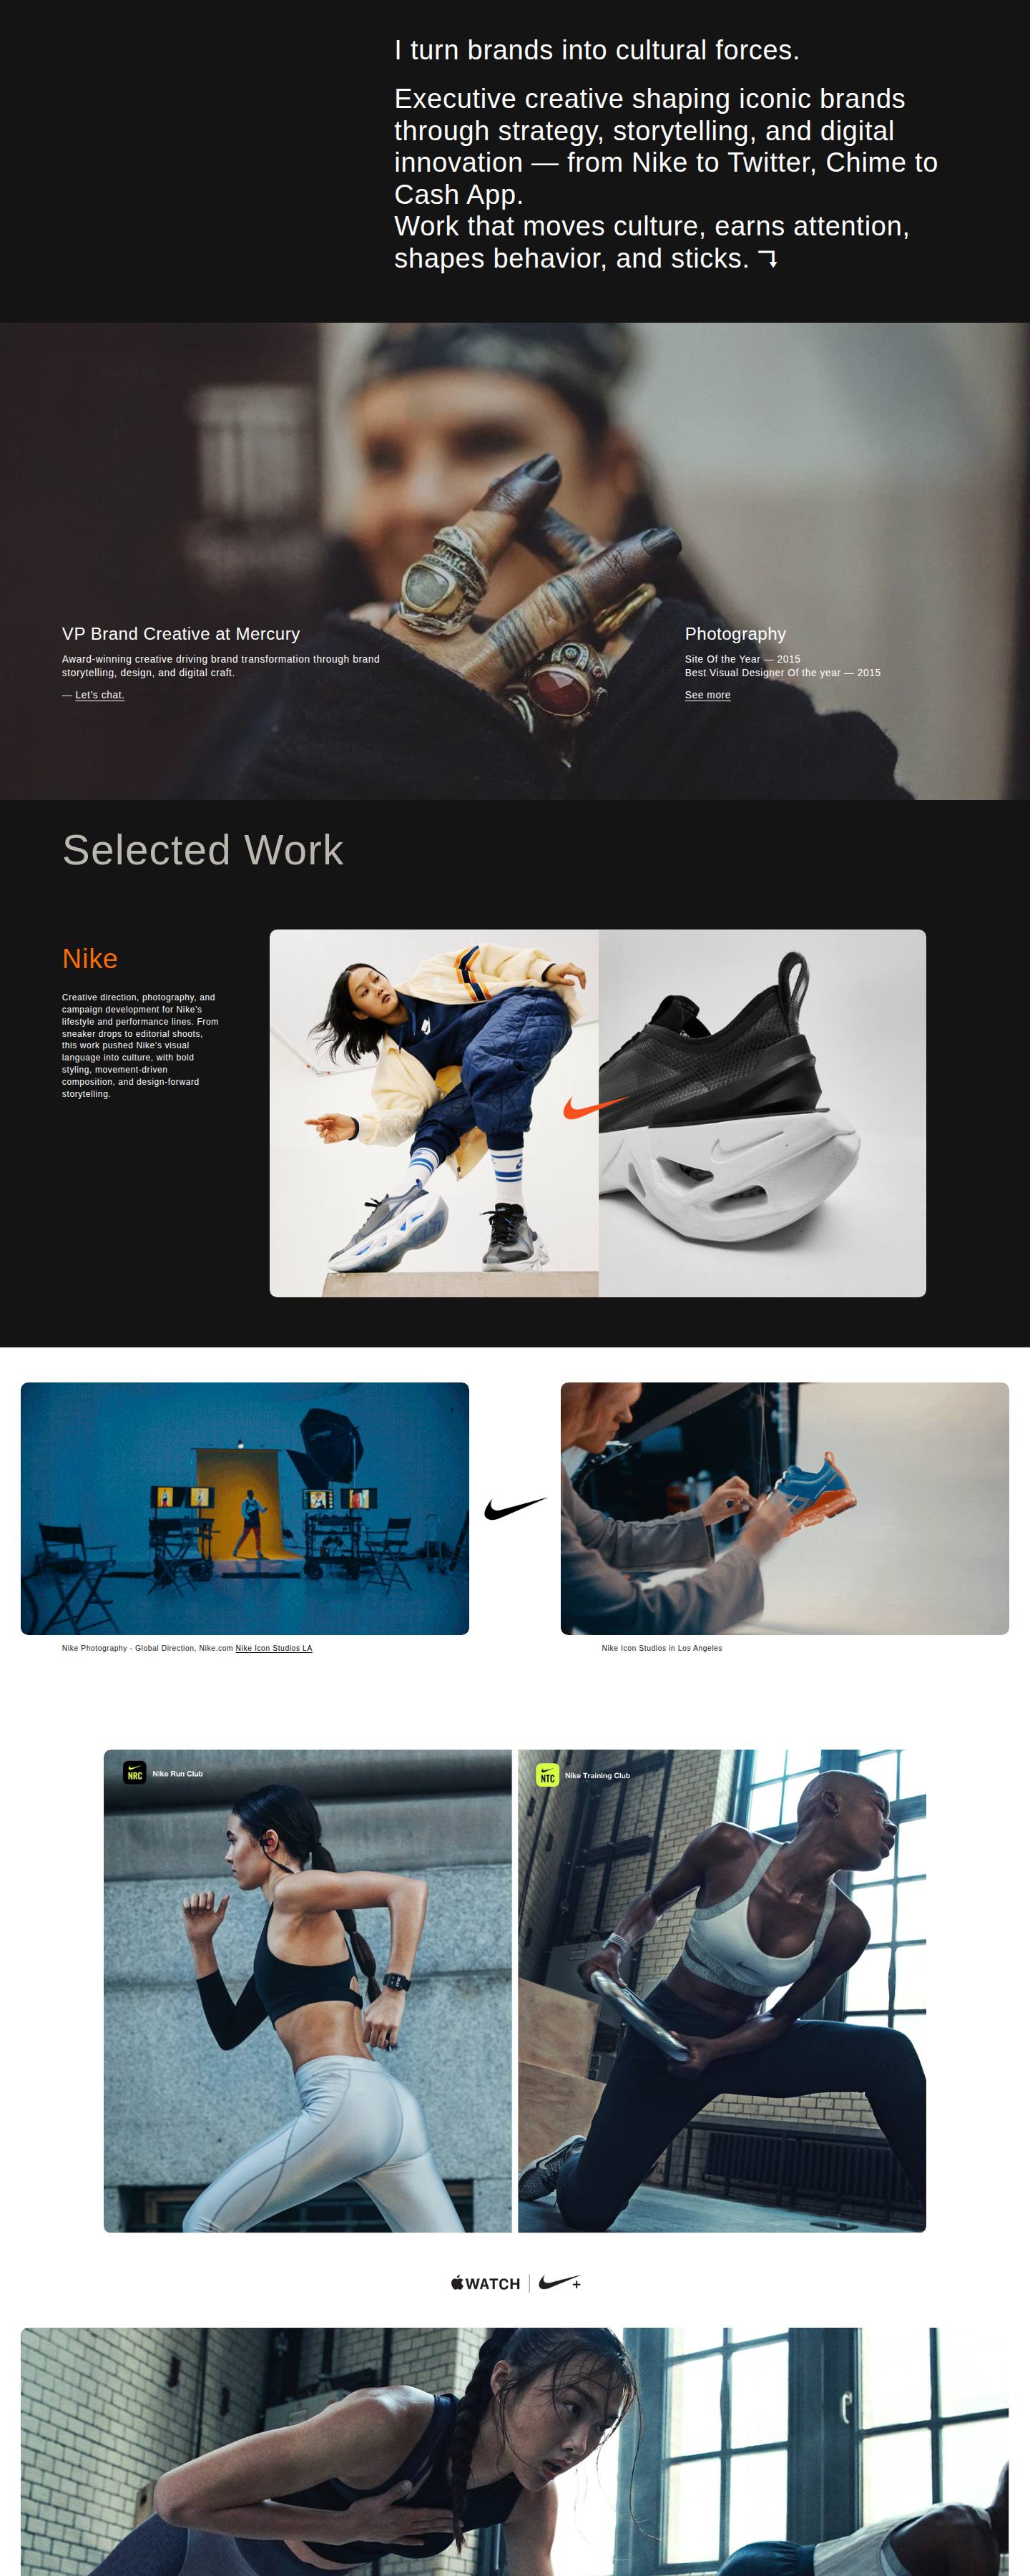 I turn brands into cultural forces.
Executive creative shaping iconic brands
through strategy, storytelling, and digital
innovation — from Nike to Twitter, Chime to
Cash App.
Work that moves culture, earns attention,
shapes behavior, and sticks. ↴
VP Brand Creative at Mercury
Award-winning creative driving brand transformation through brand
storytelling, design, and digital craft.
— Let’s chat.
Photography
Site Of the Year — 2015
Best Visual Designer Of the year — 2015
See more
Selected Work
Nike
Creative direction, photography, and
campaign development for Nike’s
lifestyle and performance lines. From
sneaker drops to editorial shoots,
this work pushed Nike’s visual
language into culture, with bold
styling, movement-driven
composition, and design-forward
storytelling.
Nike Photography - Global Direction, Nike.com Nike Icon Studios LA
Nike Icon Studios in Los Angeles
NRC Nike Run Club
NTC Nike Training Club
WATCH +